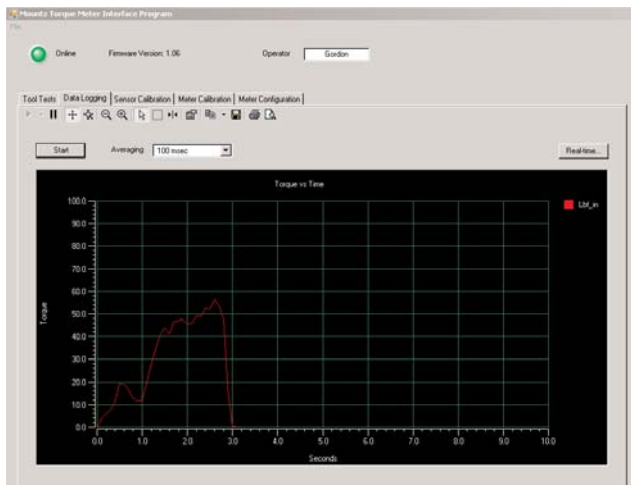 Mountz Torque Meter Interface Program
File
Online Firmware Version: 1.06 Operator Gordon
Tool Tests Data Logging Sensor Calibration Meter Calibration Meter Configuration
Start Averaging 100 msec Real-time...
Torque vs Time
Lbf_in
100.0
90.0
80.0
70.0
60.0
50.0
40.0
30.0
20.0
10.0
0.0
Torque
0.0 1.0 2.0 3.0 4.0 5.0 6.0 7.0 8.0 9.0 10.0
Seconds